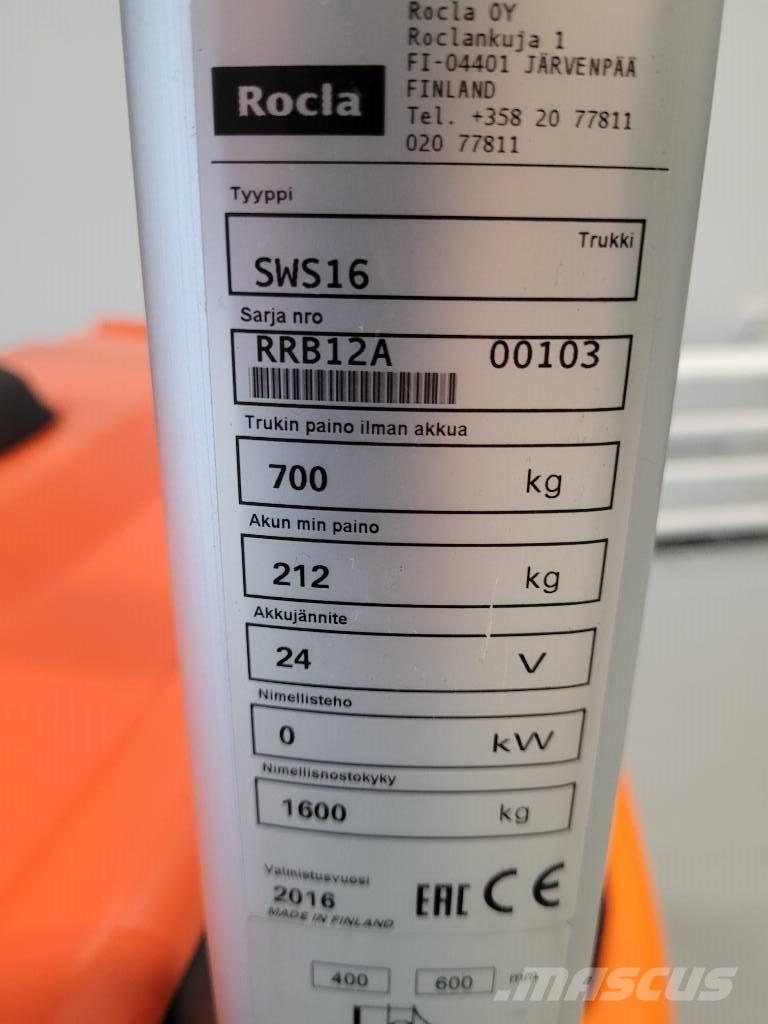 Rocla OY
Roclankuja 1
FI-04401 JÄRVENPÄÄ
FINLAND
Tel. +358 20 77811
020 77811
Rocla
Tyyppi
Trukki
SWS16
Sarja nro
RRB12A 00103
Trukin paino ilman akkua
700 kg
Akun min paino
212 kg
Akkujännite
24 V
Nimellisteho
0 kW
Nimellisnostokyky
1600 kg
Valmistusvuosi
2016
MADE IN FINLAND
EAC CE
400 600 mm
MASCUS